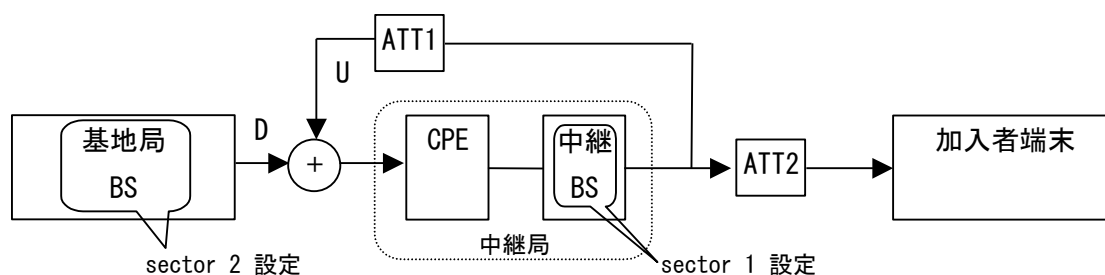 ATT1
U
D
基地局
BS
+
CPE
中継
BS
ATT2
加入者端末
中継局
sector 2 設定
sector 1 設定